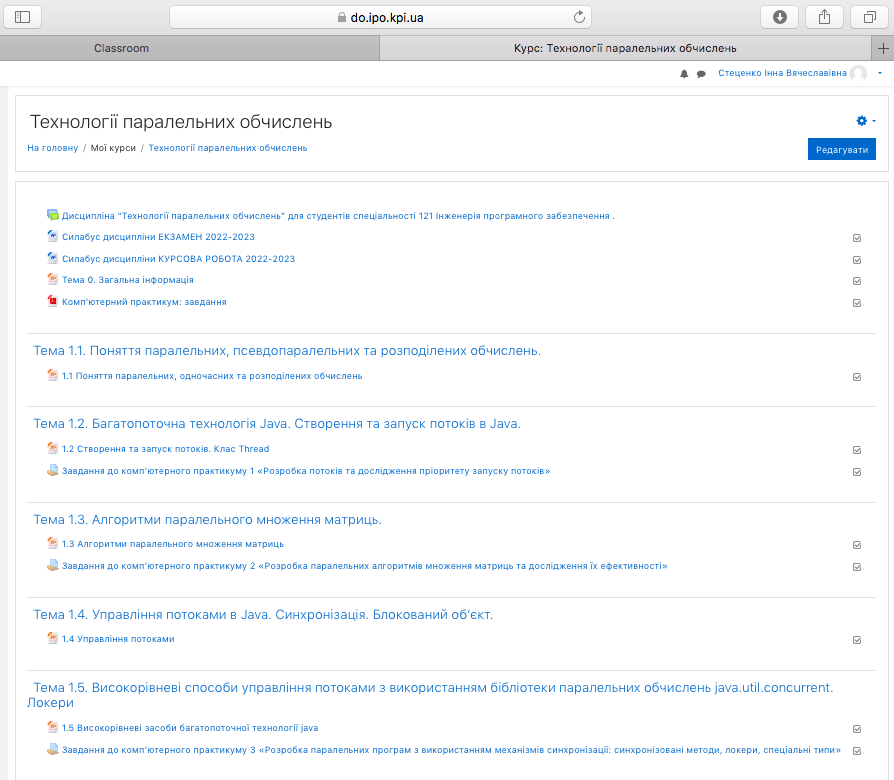 do.ipo.kpi.ua
Classroom
Курс: Технології паралельних обчислень
Стеценко Інна Вячеславівна
Технології паралельних обчислень
На головну / Мої курси / Технології паралельних обчислень
Редагувати
Дисципліна "Технології паралельних обчислень" для студентів спеціальності 121 Інженерія програмного забезпечення .
Силабус дисципліни ЕКЗАМЕН 2022-2023
Силабус дисципліни КУРСОВА РОБОТА 2022-2023
Тема 0. Загальна інформація
Комп'ютерний практикум: завдання
Тема 1.1. Поняття паралельних, псевдопаралельних та розподілених обчислень.
1.1 Поняття паралельних, одночасних та розподілених обчислень
Тема 1.2. Багатопоточна технологія Java. Створення та запуск потоків в Java.
1.2 Створення та запуск потоків. Клас Thread
Завдання до комп’ютерного практикуму 1 «Розробка потоків та дослідження пріоритету запуску потоків»
Тема 1.3. Алгоритми паралельного множення матриць.
1.3 Алгоритми паралельного множення матриць
Завдання до комп’ютерного практикуму 2 «Розробка паралельних алгоритмів множення матриць та дослідження їх ефективності»
Тема 1.4. Управління потоками в Java. Синхронізація. Блокований об’єкт.
1.4 Управління потоками
Тема 1.5. Високорівневі способи управління потоками з використанням бібліотеки паралельних обчислень java.util.concurrent.
Локери
1.5 Високорівневі засоби багатопоточної технології java
Завдання до комп’ютерного практикуму 3 «Розробка паралельних програм з використанням механізмів синхронізації: синхронізовані методи, локери, спеціальні типи»